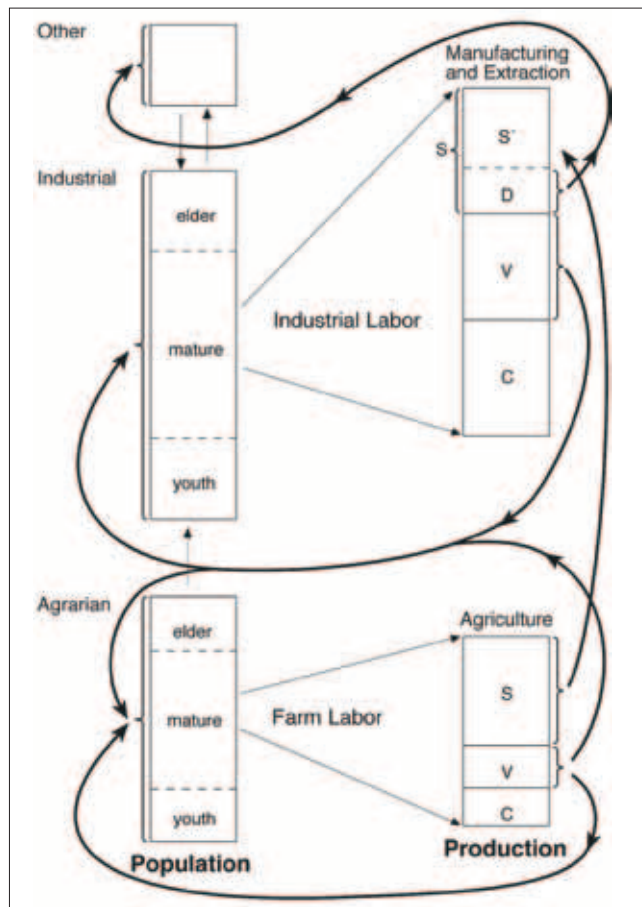 Other
Manufacturing
and Extraction
S'
S
D
Industrial
elder
V
Industrial Labor
mature
C
youth
Agrarian
elder
Agriculture
S
mature
Farm Labor
V
youth
C
Population
Production